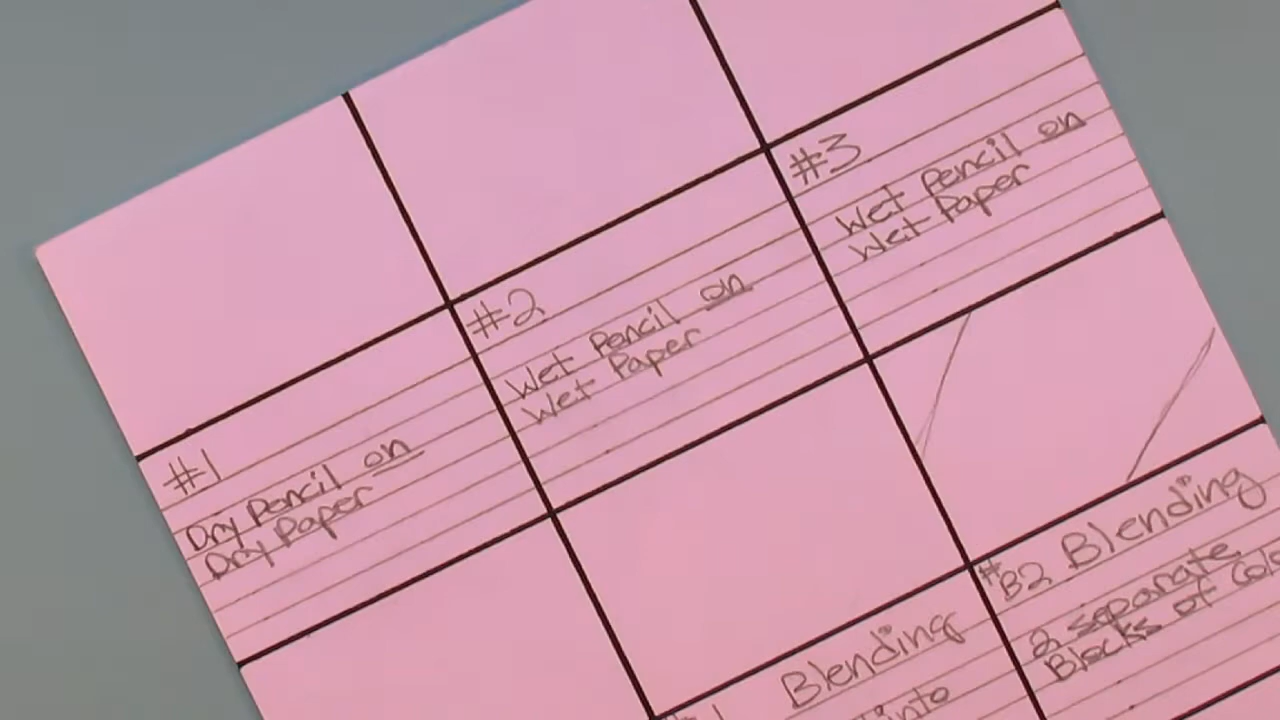 #1
Dry Pencil on
Dry Paper
#2
Wet Pencil on
Wet Paper
#3
Wet Pencil on
Wet Paper
Blending
into
#B2 Blending
2 separate
Blocks of